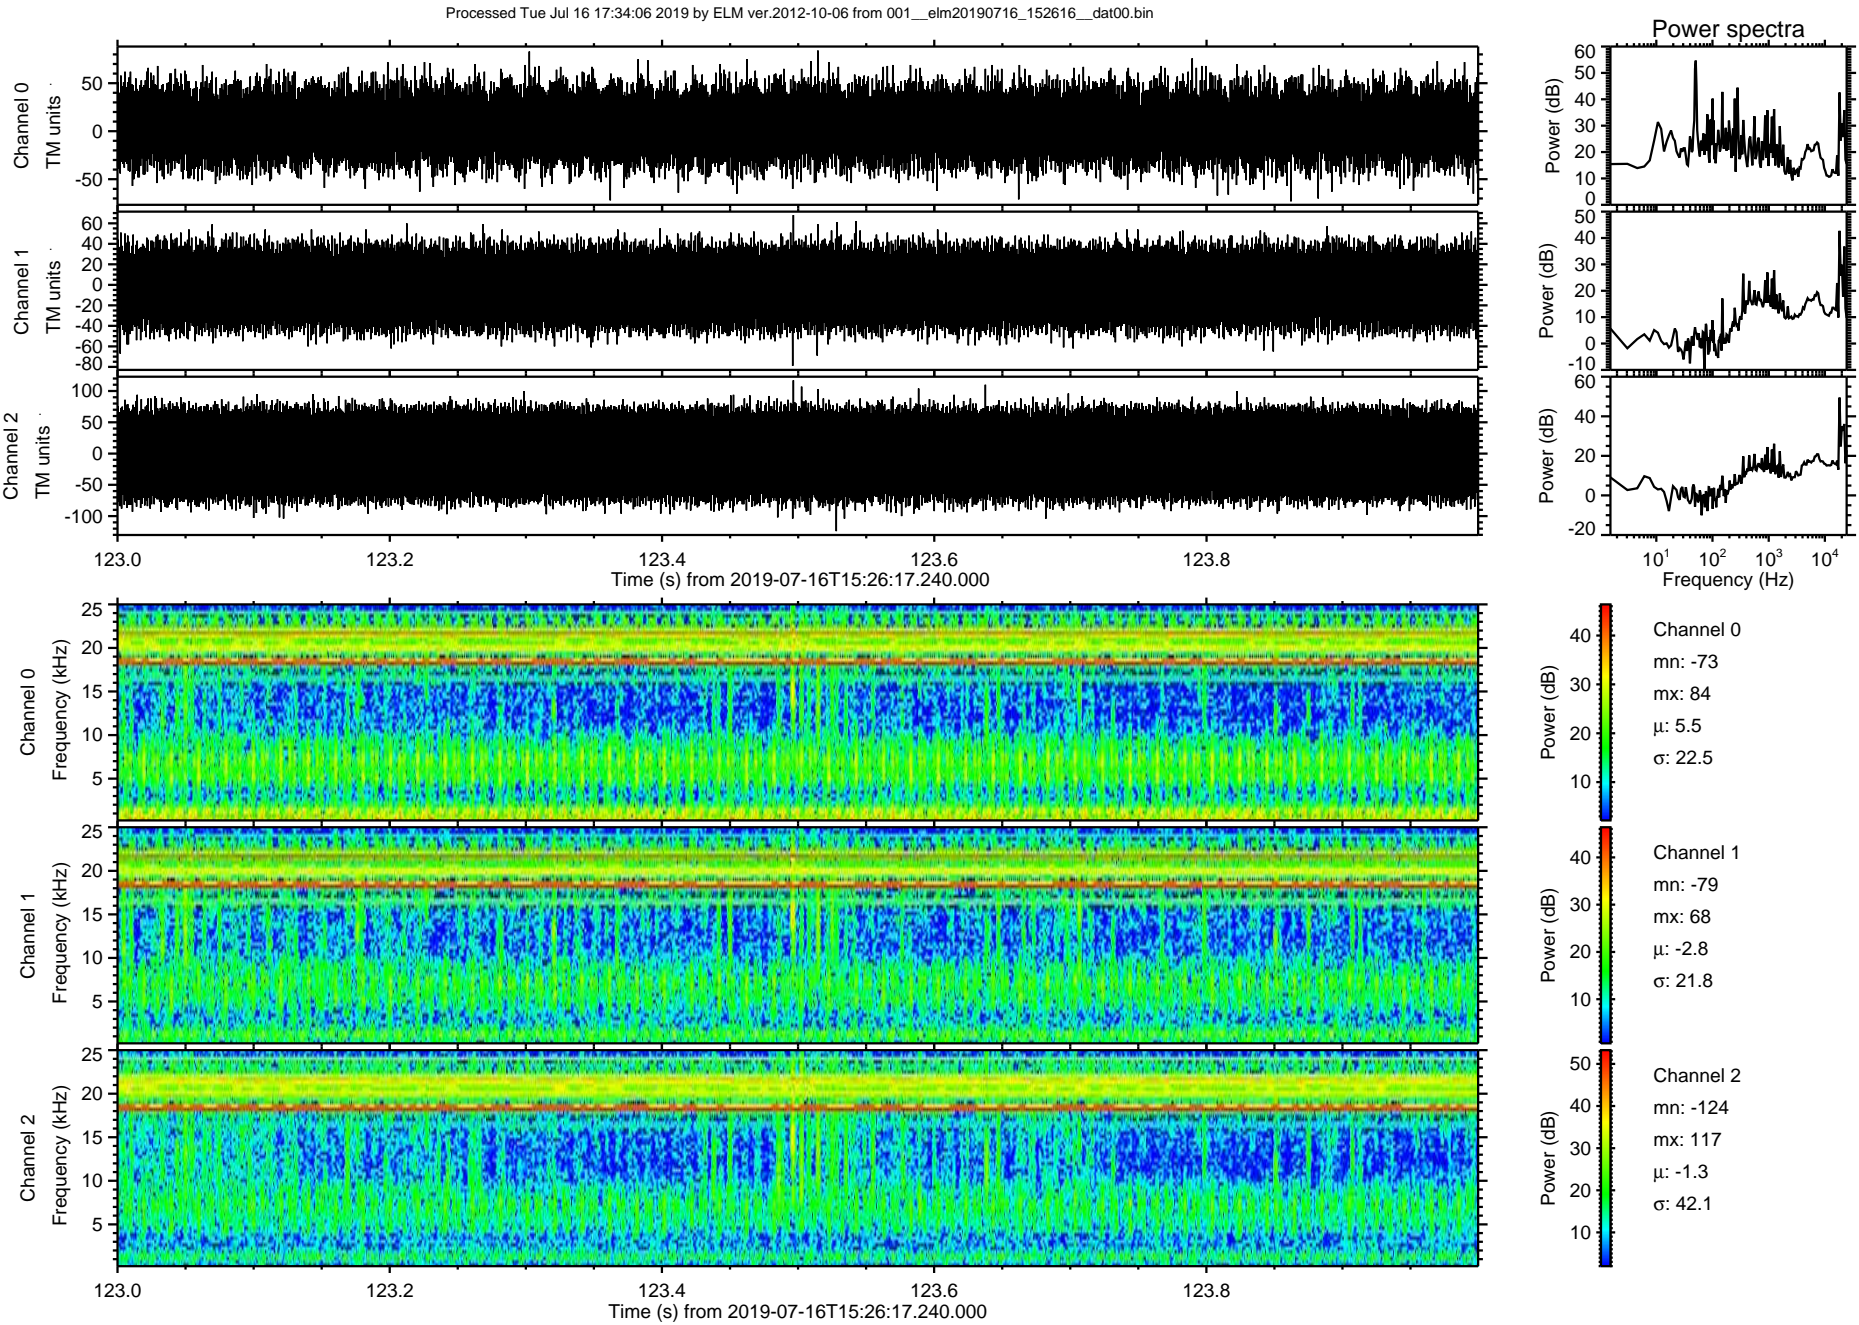 Processed Tue Jul 16 17:34:06 2019 by ELM ver.2012-10-06 from 001__elm20190716_152616__dat00.bin
Power spectra
Channel 0
TM units
50
0
-50
Power (dB)
60
50
40
30
20
10
0
Channel 1
TM units
60
40
20
0
-20
-40
-60
-80
Power (dB)
50
40
30
20
10
0
-10
Channel 2
TM units
100
50
0
-50
-100
Power (dB)
60
40
20
0
-20
123.0 123.2 123.4 123.6 123.8
Time (s) from 2019-07-16T15:26:17.240.000
10¹ 10² 10³ 10⁴
Frequency (Hz)
Channel 0
Frequency (kHz)
25
20
15
10
5
Power (dB)
40
30
20
10
Channel 0
mn: -73
mx: 84
μ: 5.5
σ: 22.5
Channel 1
Frequency (kHz)
25
20
15
10
5
Power (dB)
40
30
20
10
Channel 1
mn: -79
mx: 68
μ: -2.8
σ: 21.8
Channel 2
Frequency (kHz)
25
20
15
10
5
Power (dB)
50
40
30
20
10
Channel 2
mn: -124
mx: 117
μ: -1.3
σ: 42.1
123.0 123.2 123.4 123.6 123.8
Time (s) from 2019-07-16T15:26:17.240.000